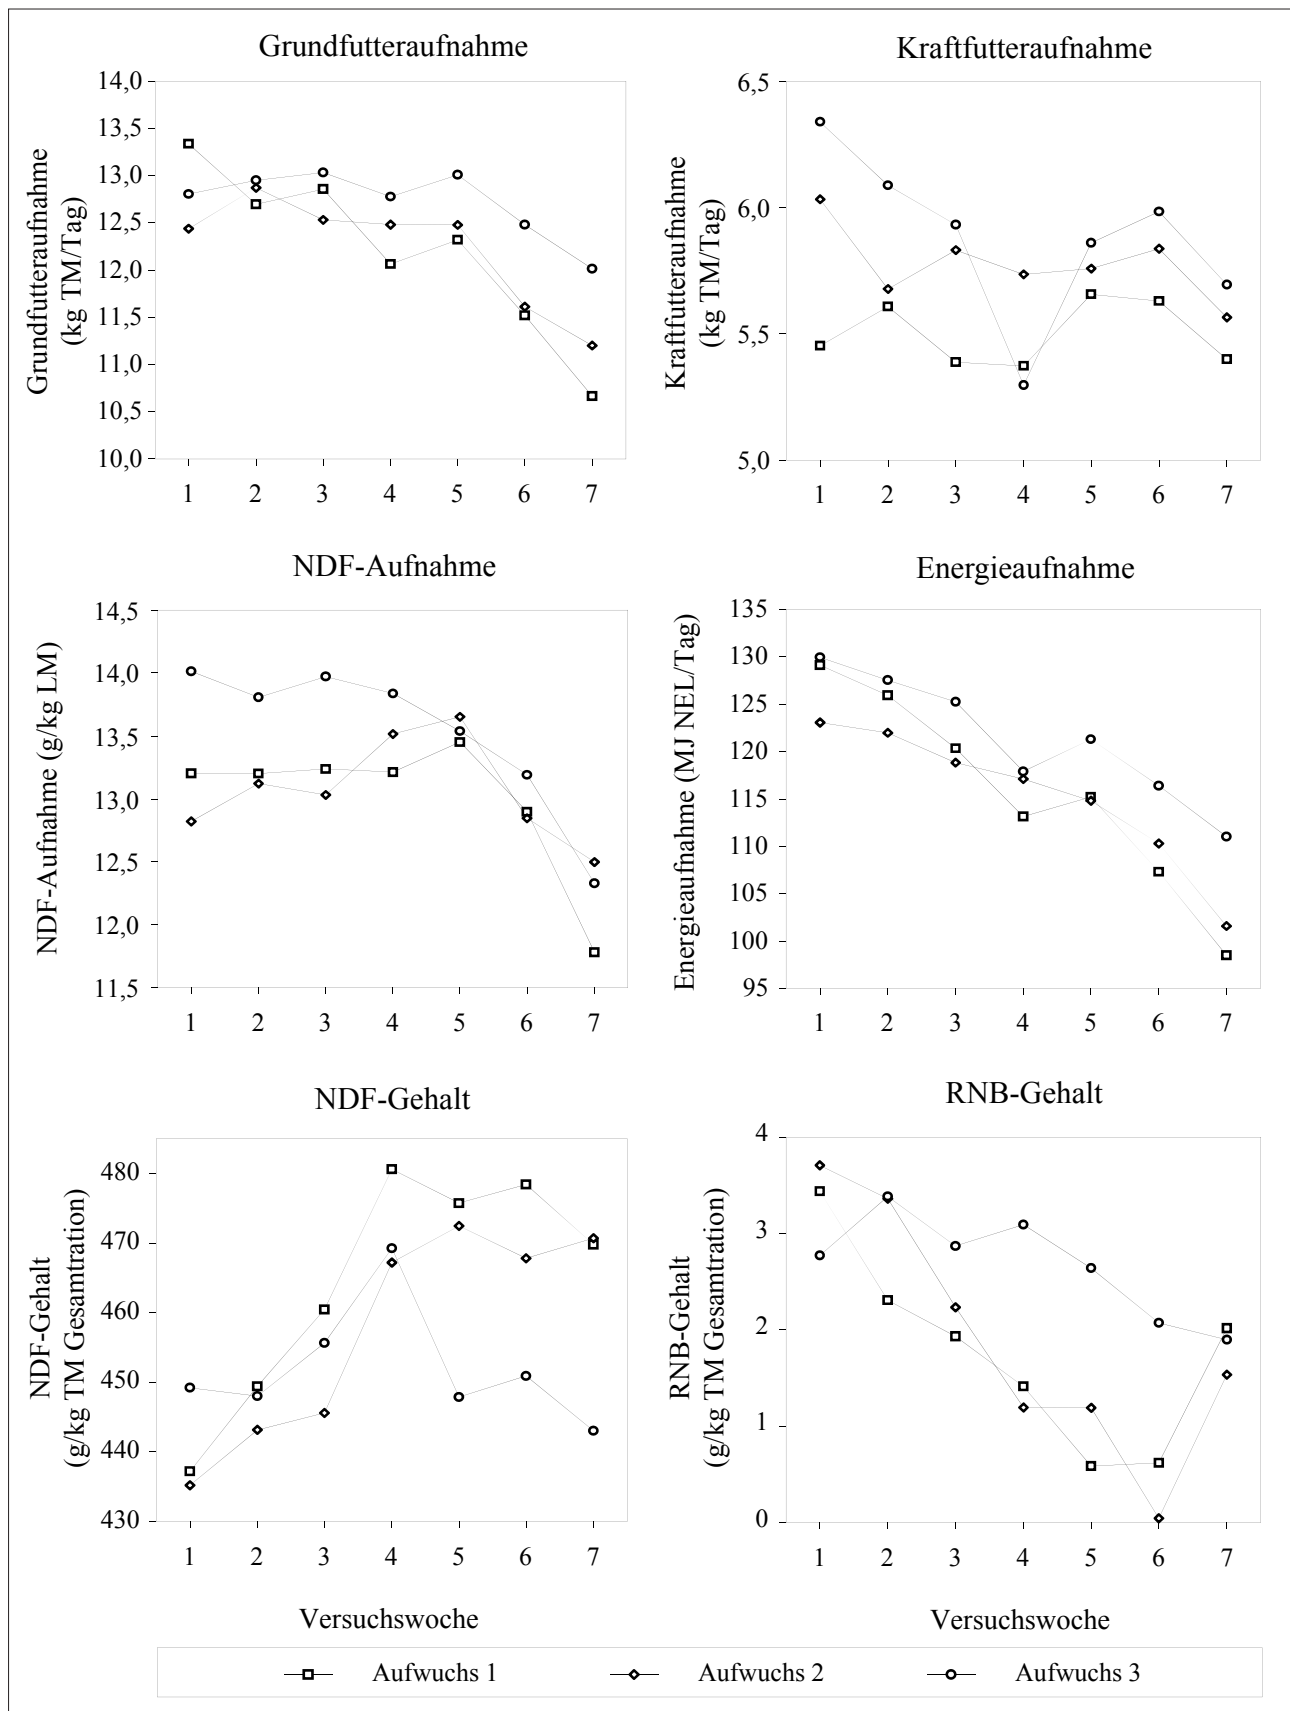 Grundfutteraufnahme
Grundfutteraufnahme
(kg TM/Tag)
14,0
13,5
13,0
12,5
12,0
11,5
11,0
10,5
10,0
1 2 3 4 5 6 7
Kraftfutteraufnahme
Kraftfutteraufnahme
(kg TM/Tag)
6,5
6,0
5,5
5,0
1 2 3 4 5 6 7
NDF-Aufnahme
NDF-Aufnahme (g/kg LM)
14,5
14,0
13,5
13,0
12,5
12,0
11,5
1 2 3 4 5 6 7
Energieaufnahme
Energieaufnahme (MJ NEL/Tag)
135
130
125
120
115
110
105
100
95
1 2 3 4 5 6 7
NDF-Gehalt
NDF-Gehalt
(g/kg TM Gesamtration)
480
470
460
450
440
430
1 2 3 4 5 6 7
Versuchswoche
RNB-Gehalt
RNB-Gehalt
(g/kg TM Gesamtration)
4
3
2
1
0
1 2 3 4 5 6 7
Versuchswoche
Aufwuchs 1 Aufwuchs 2 Aufwuchs 3